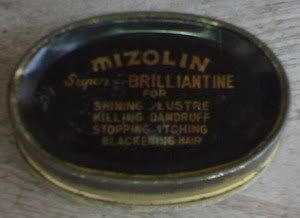 mIZOLIN
Super BRILLIANTINE
FOR
SHINING LUSTRE
KILLING DANDRUFF
STOPPING ITCHING
BLACKENING HAIR